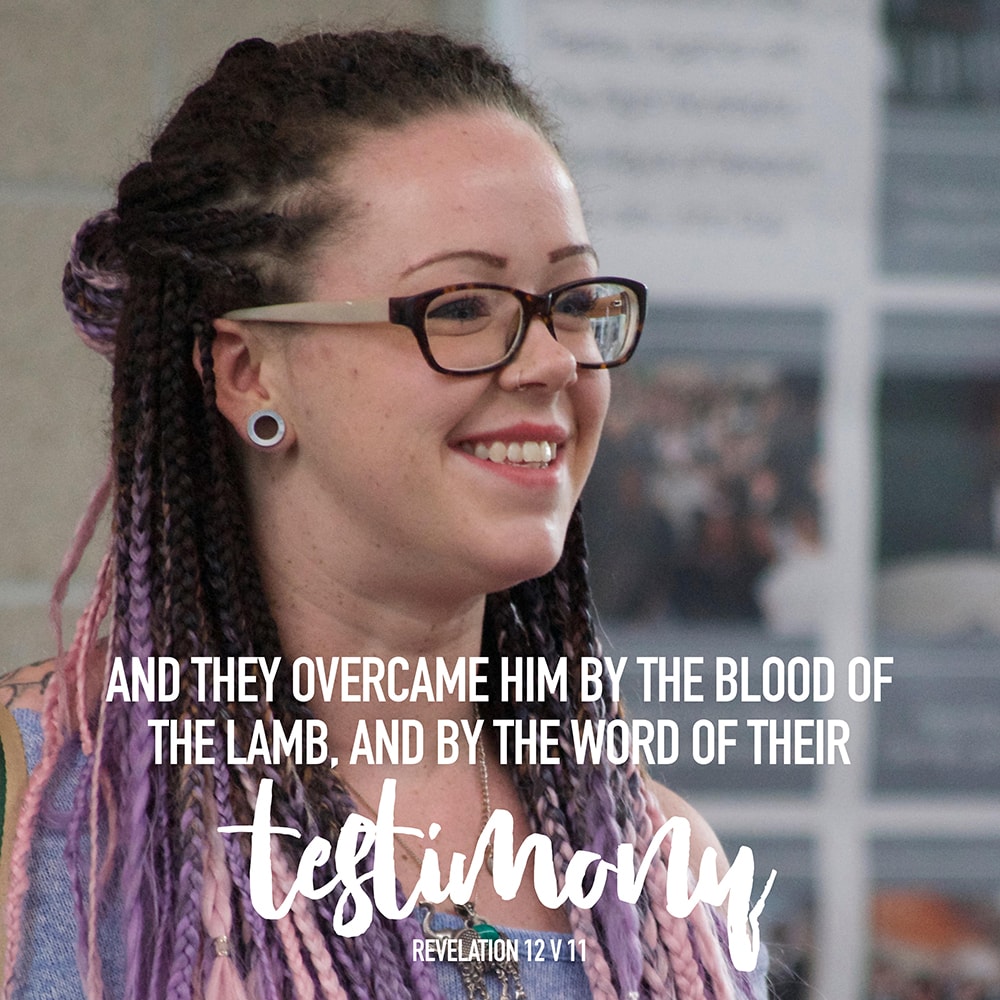 AND THEY OVERCAME HIM BY THE BLOOD OF
THE LAMB, AND BY THE WORD OF THEIR
testimony
REVELATION 12 V 11